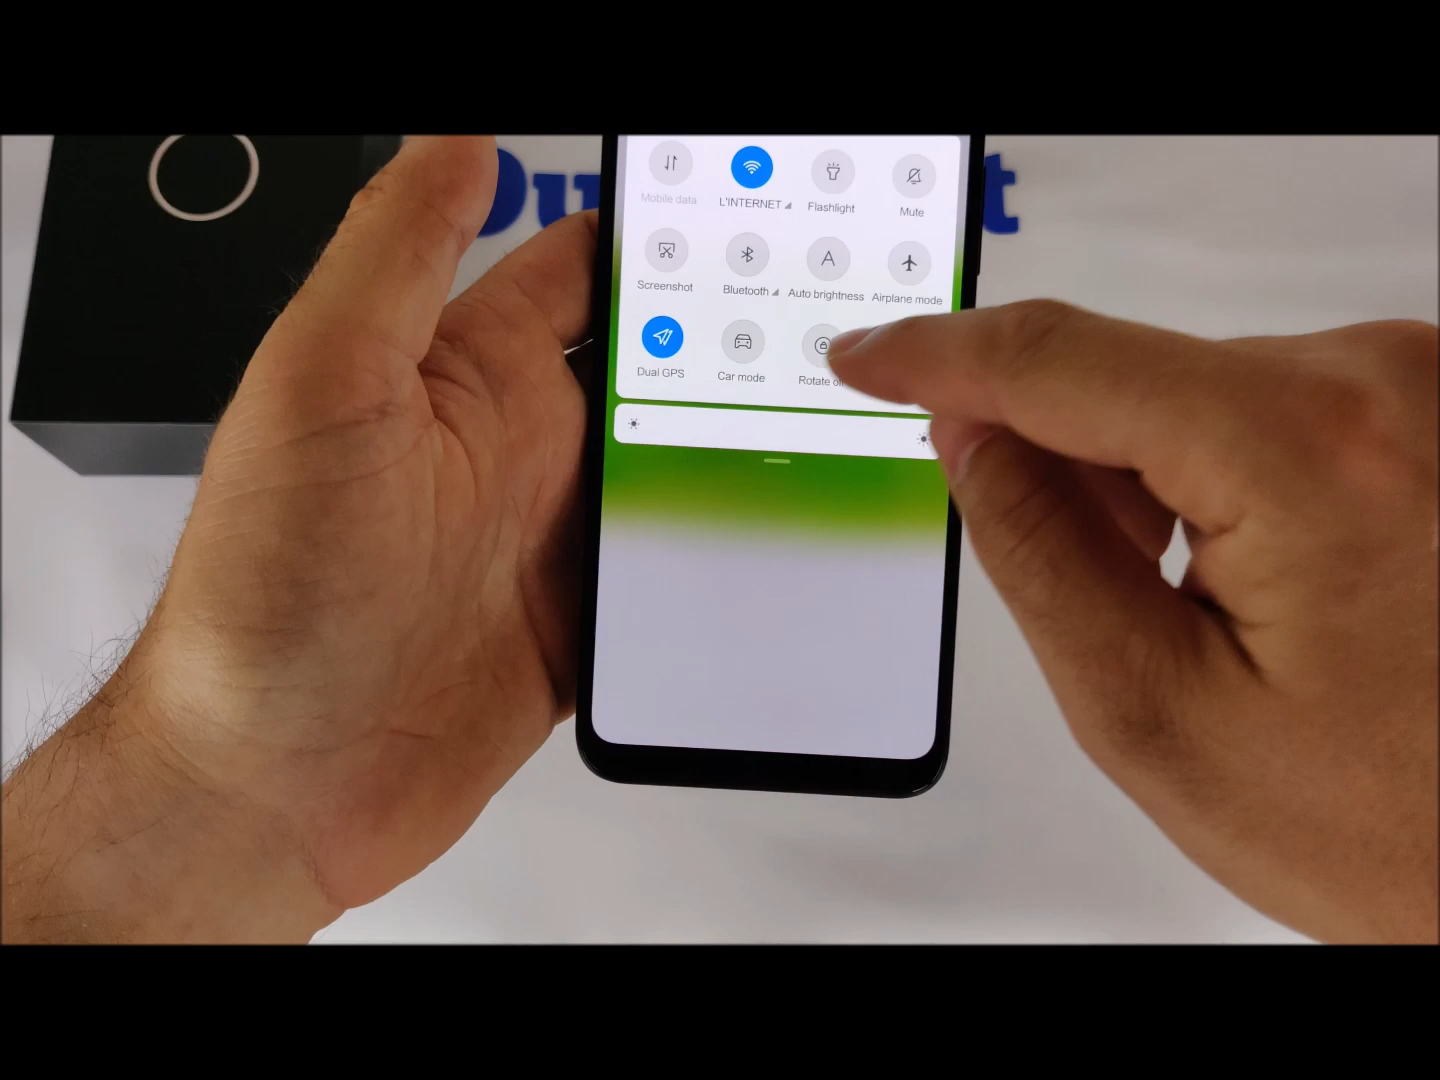 Mobile data
L'INTERNET
Flashlight
Mute
Screenshot
Bluetooth
Auto brightness
Airplane mode
Dual GPS
Car mode
Rotate